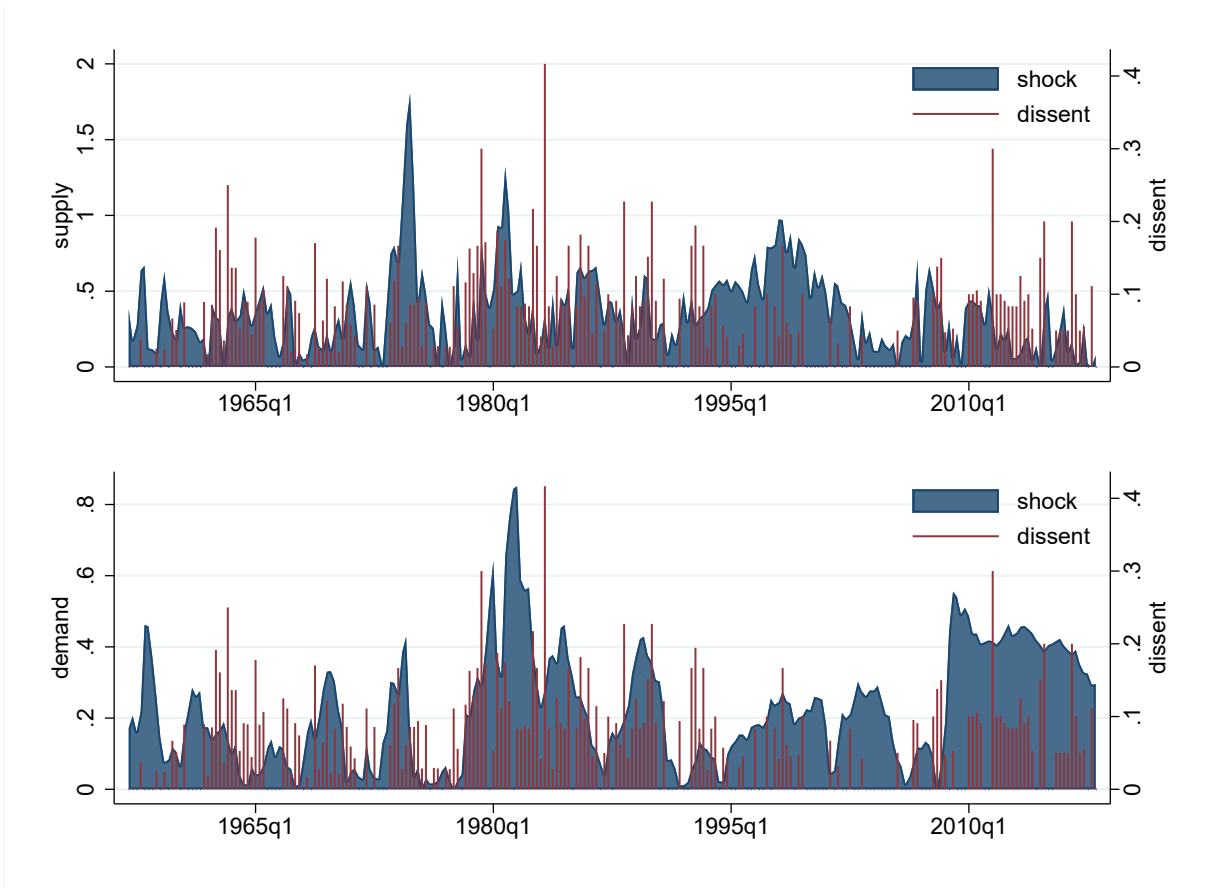 2
1.5
1
.5
0
supply
.4
.3
.2
.1
0
dissent
shock
dissent
1965q1 1980q1 1995q1 2010q1
.8
.6
.4
.2
0
demand
.4
.3
.2
.1
0
dissent
shock
dissent
1965q1 1980q1 1995q1 2010q1